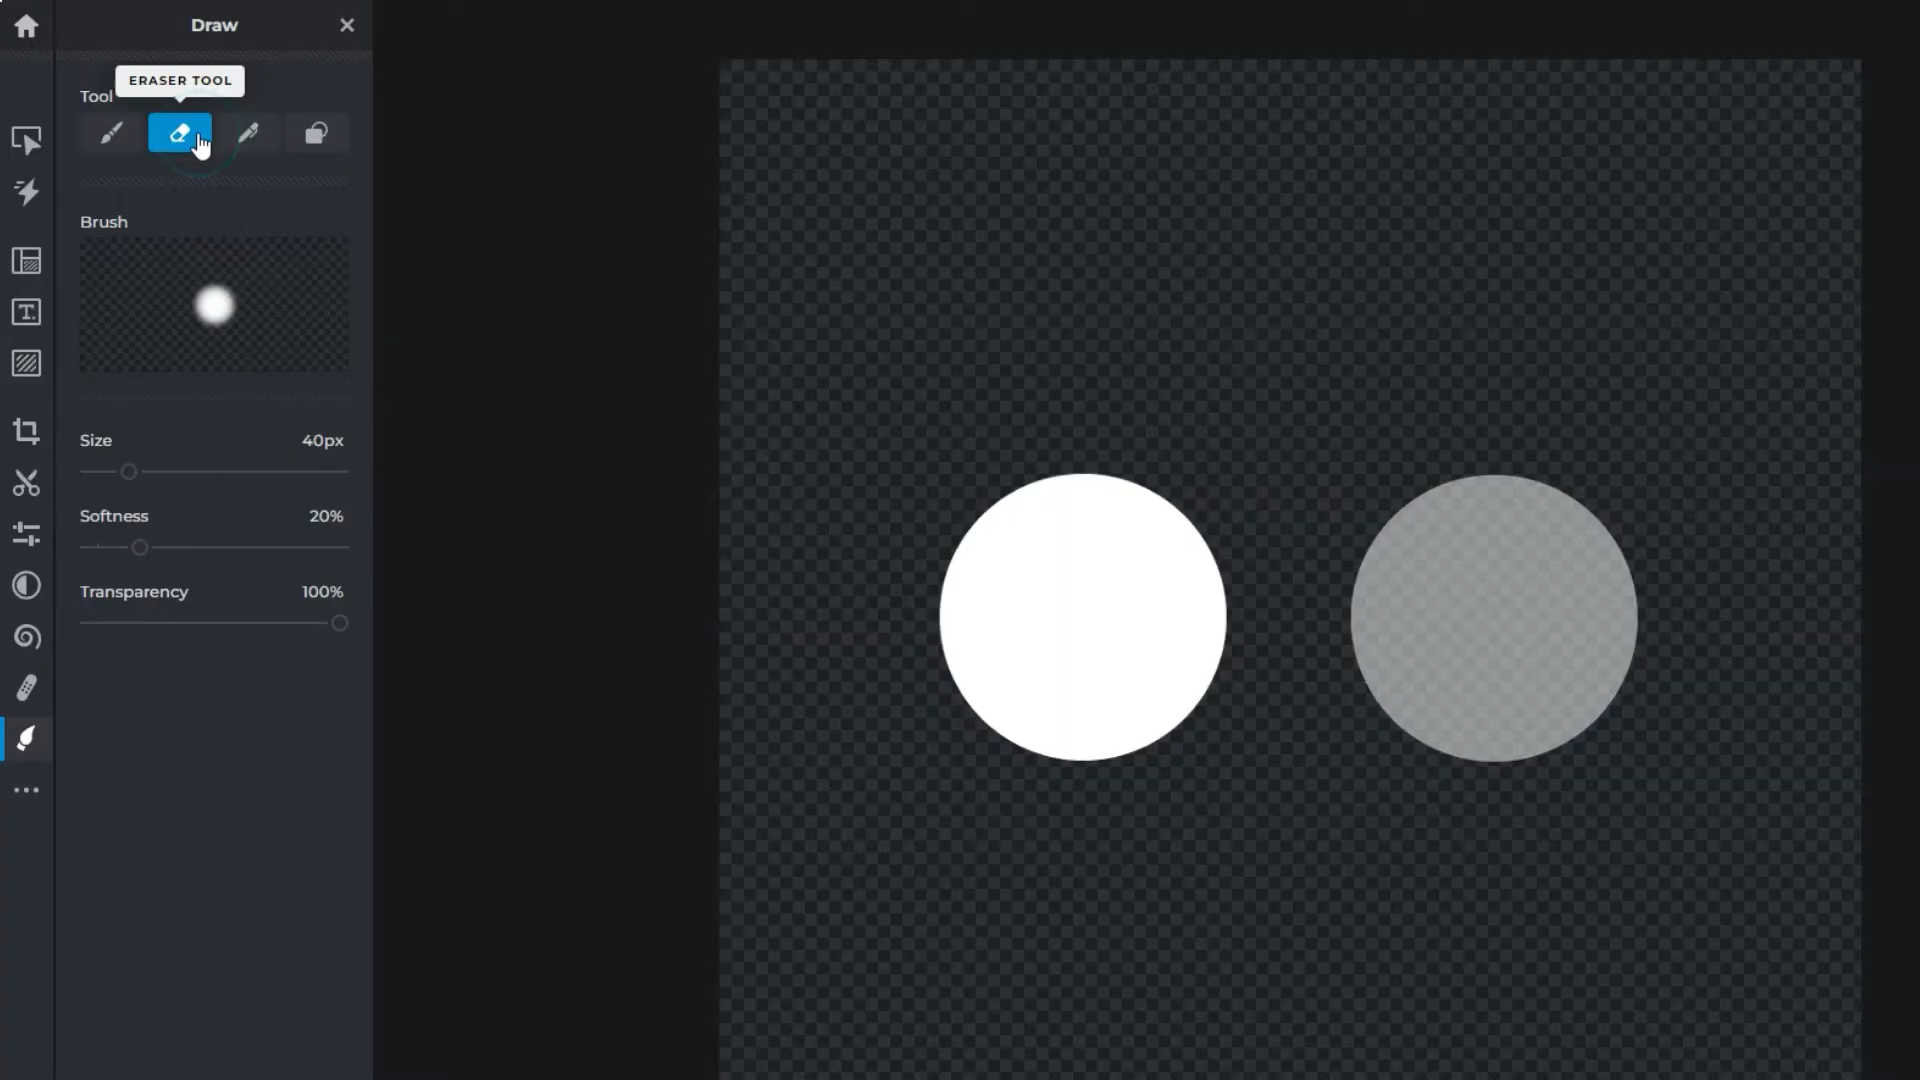 Draw
ERASER TOOL
Tool
Brush
Size 40px
Softness 20%
Transparency 100%